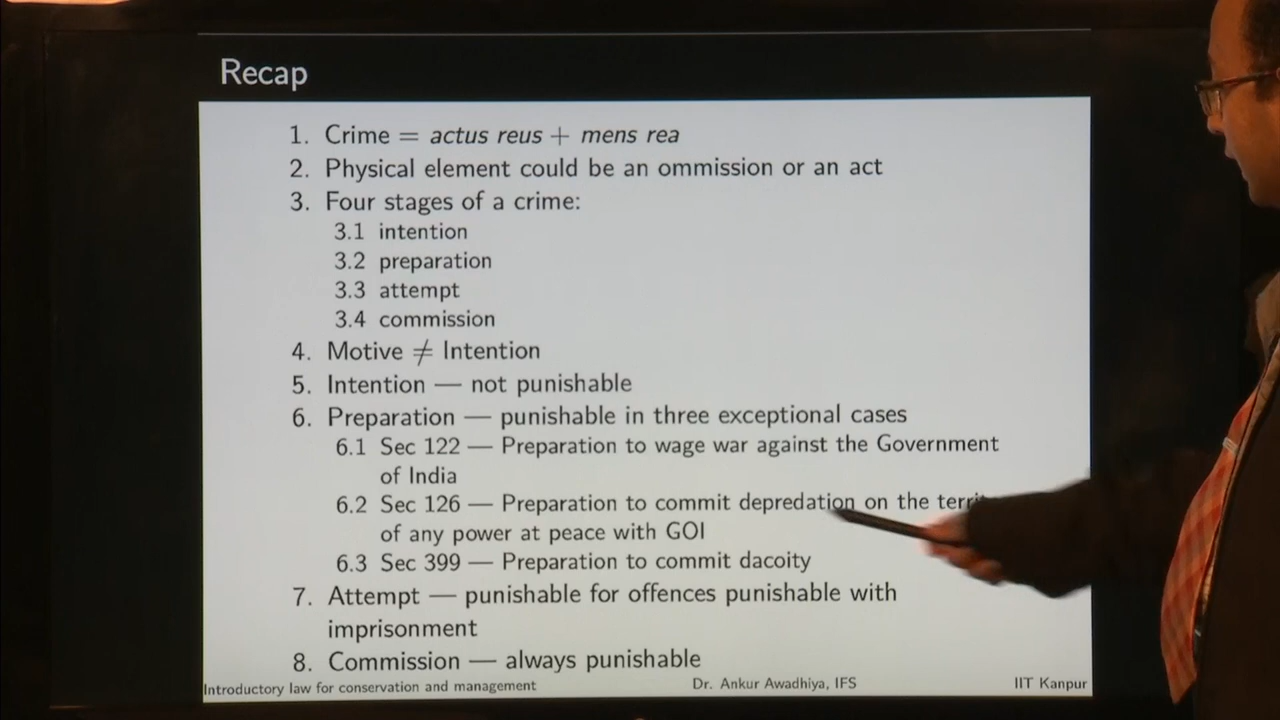 Recap
1. Crime = actus reus + mens rea
2. Physical element could be an ommission or an act
3. Four stages of a crime:
3.1 intention
3.2 preparation
3.3 attempt
3.4 commission
4. Motive ≠ Intention
5. Intention — not punishable
6. Preparation — punishable in three exceptional cases
6.1 Sec 122 — Preparation to wage war against the Government
of India
6.2 Sec 126 — Preparation to commit depredation on the
of any power at peace with GOI
6.3 Sec 399 — Preparation to commit dacoity
7. Attempt — punishable for offences punishable with
imprisonment
8. Commission — always punishable
Introductory law for conservation and management Dr. Ankur Awadhiya, IFS IIT Kanpur